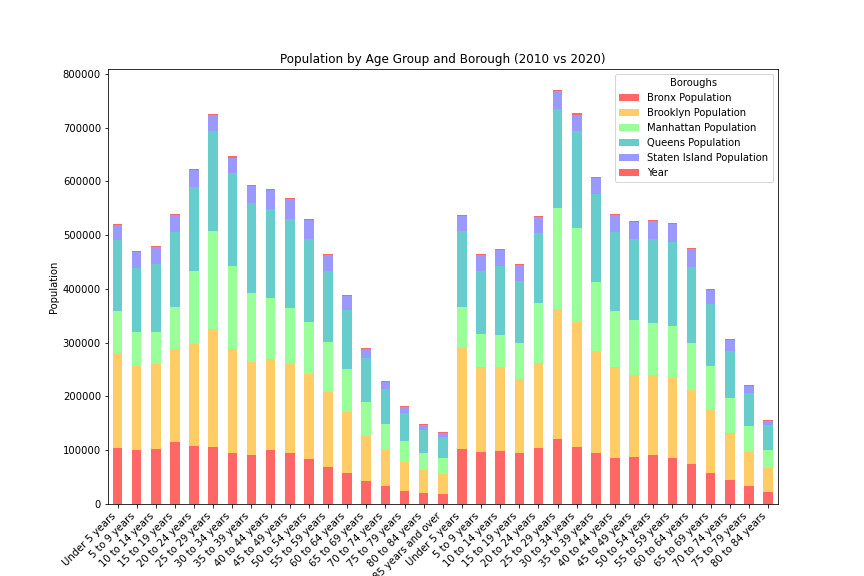 Population by Age Group and Borough (2010 vs 2020)
Boroughs
Bronx Population
Brooklyn Population
Manhattan Population
Queens Population
Staten Island Population
Year
Population
800000
700000
600000
500000
400000
300000
200000
100000
0
Under 5 years
5 to 9 years
10 to 14 years
15 to 19 years
20 to 24 years
25 to 29 years
30 to 34 years
35 to 39 years
40 to 44 years
45 to 49 years
50 to 54 years
55 to 59 years
60 to 64 years
65 to 69 years
70 to 74 years
75 to 79 years
80 to 84 years
85 years and over
Under 5 years
5 to 9 years
10 to 14 years
15 to 19 years
20 to 24 years
25 to 29 years
30 to 34 years
35 to 39 years
40 to 44 years
45 to 49 years
50 to 54 years
55 to 59 years
60 to 64 years
65 to 69 years
70 to 74 years
75 to 79 years
80 to 84 years